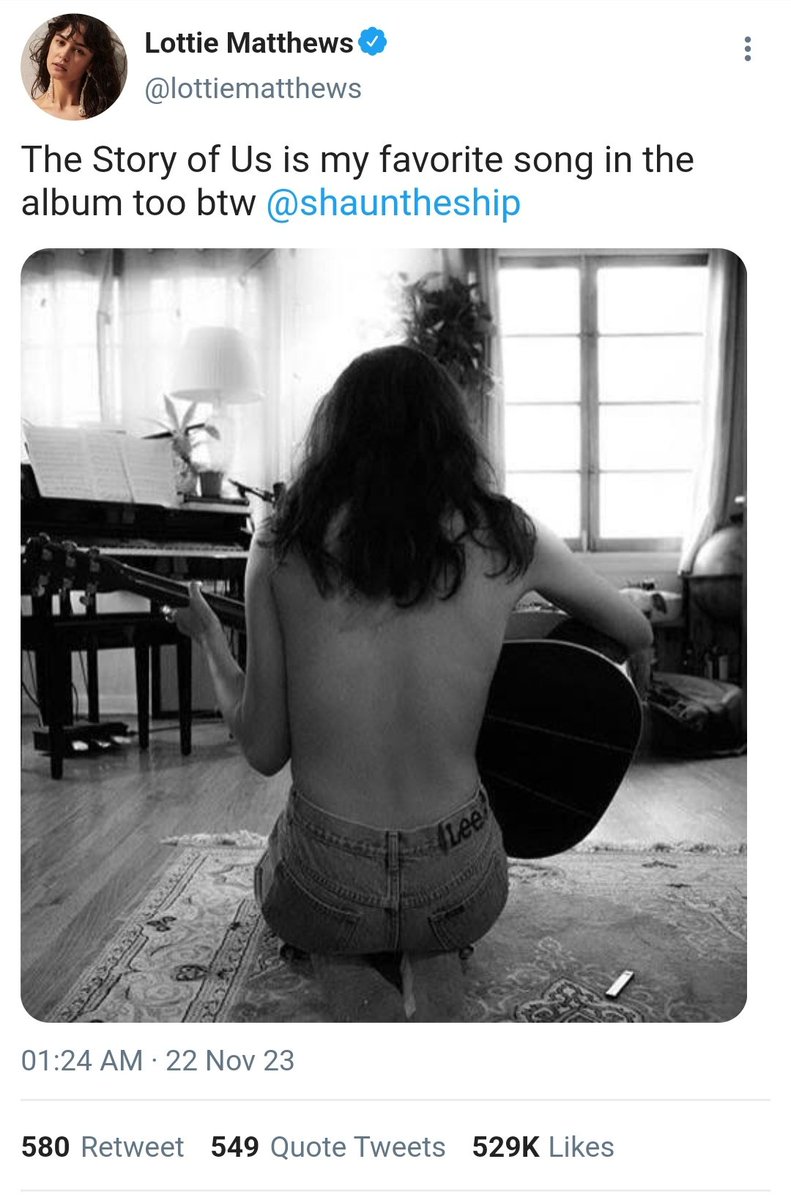 Lottie Matthews
@lottiematthews
The Story of Us is my favorite song in the
album too btw @shauntheship
Lee
01:24 AM · 22 Nov 23
580 Retweet 549 Quote Tweets 529K Likes